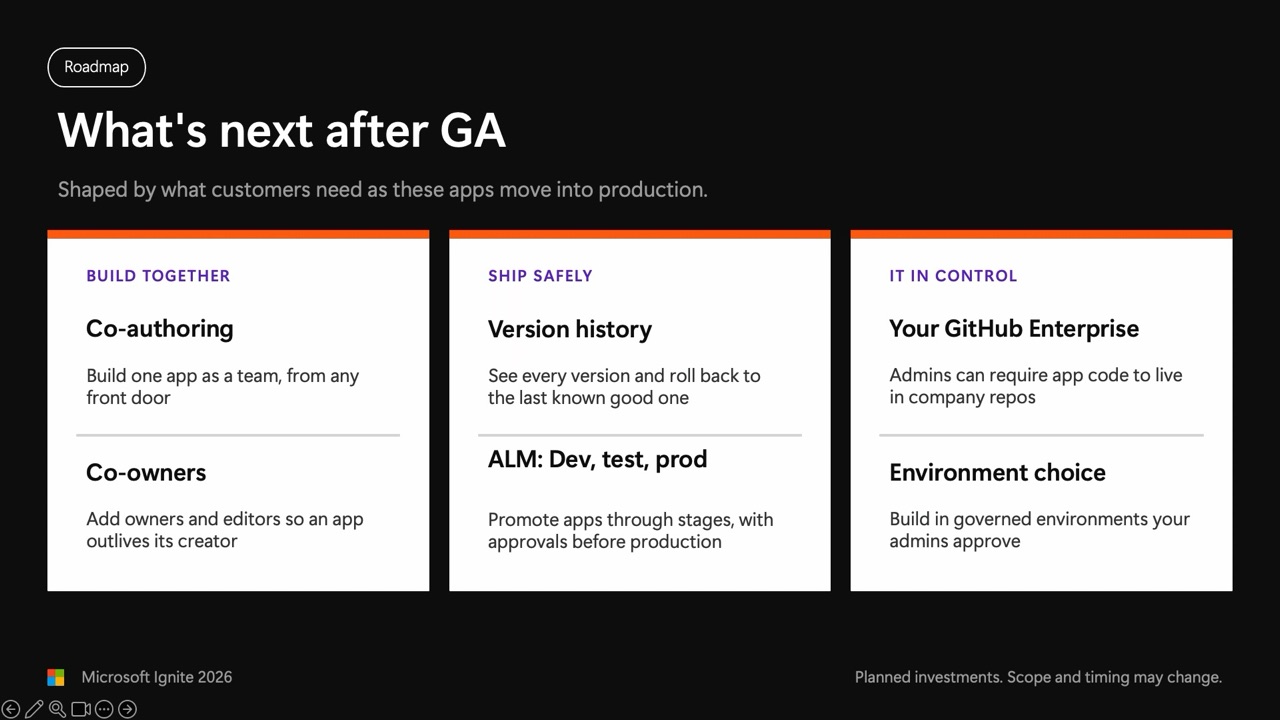 Roadmap
What's next after GA
Shaped by what customers need as these apps move into production.
BUILD TOGETHER
Co-authoring
Build one app as a team, from any
front door
Co-owners
Add owners and editors so an app
outlives its creator
SHIP SAFELY
Version history
See every version and roll back to
the last known good one
ALM: Dev, test, prod
Promote apps through stages, with
approvals before production
IT IN CONTROL
Your GitHub Enterprise
Admins can require app code to live
in company repos
Environment choice
Build in governed environments your
admins approve
Microsoft Ignite 2026
Planned investments. Scope and timing may change.